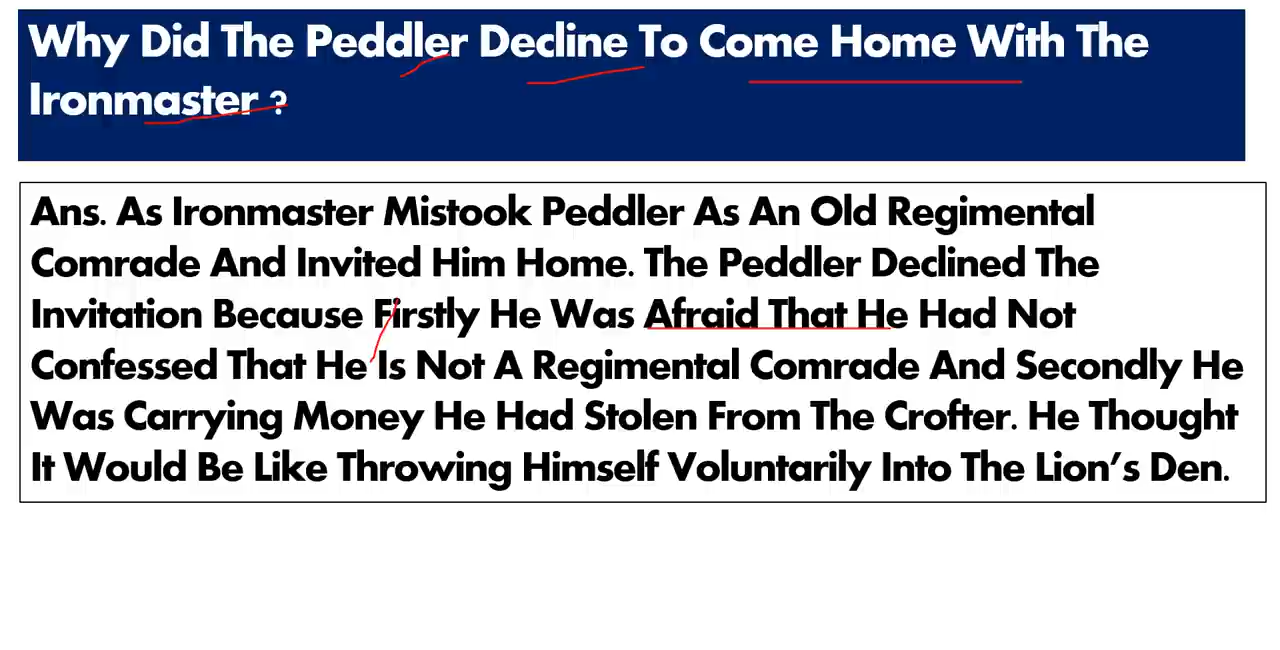 Why Did The Peddler Decline To Come Home With The
Ironmaster ?
Ans. As Ironmaster Mistook Peddler As An Old Regimental
Comrade And Invited Him Home. The Peddler Declined The
Invitation Because Firstly He Was Afraid That He Had Not
Confessed That He Is Not A Regimental Comrade And Secondly He
Was Carrying Money He Had Stolen From The Crofter. He Thought
It Would Be Like Throwing Himself Voluntarily Into The Lion’s Den.